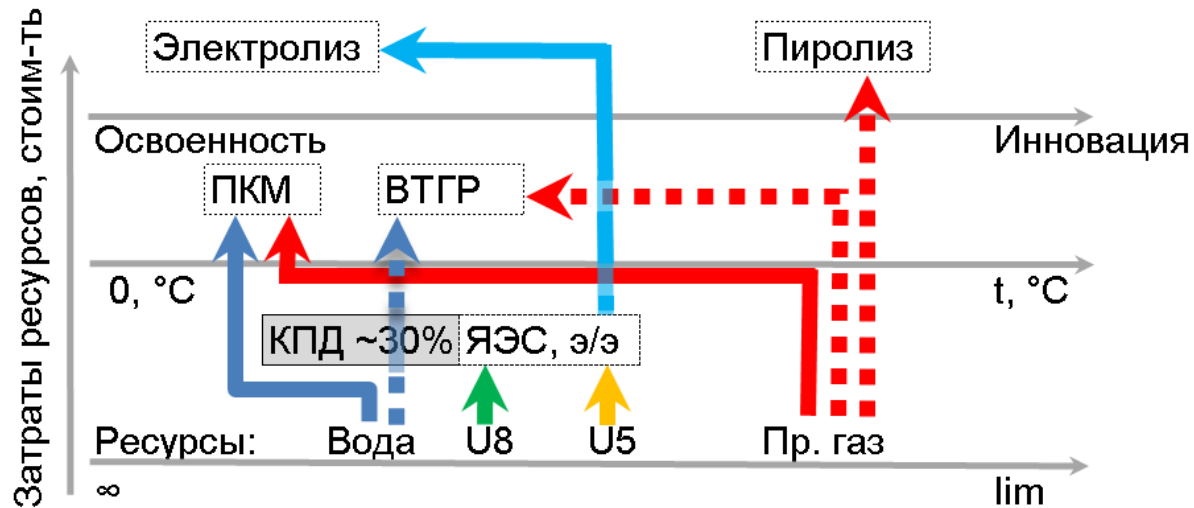 Затраты ресурсов, стоим-ть
Электролиз
Пиролиз
Освоенность
Инновация
ПКМ
ВТГР
0, °C
t, °C
КПД ~30%
ЯЭС, э/э
Ресурсы:
Вода
U8
U5
Пр. газ
∞
lim